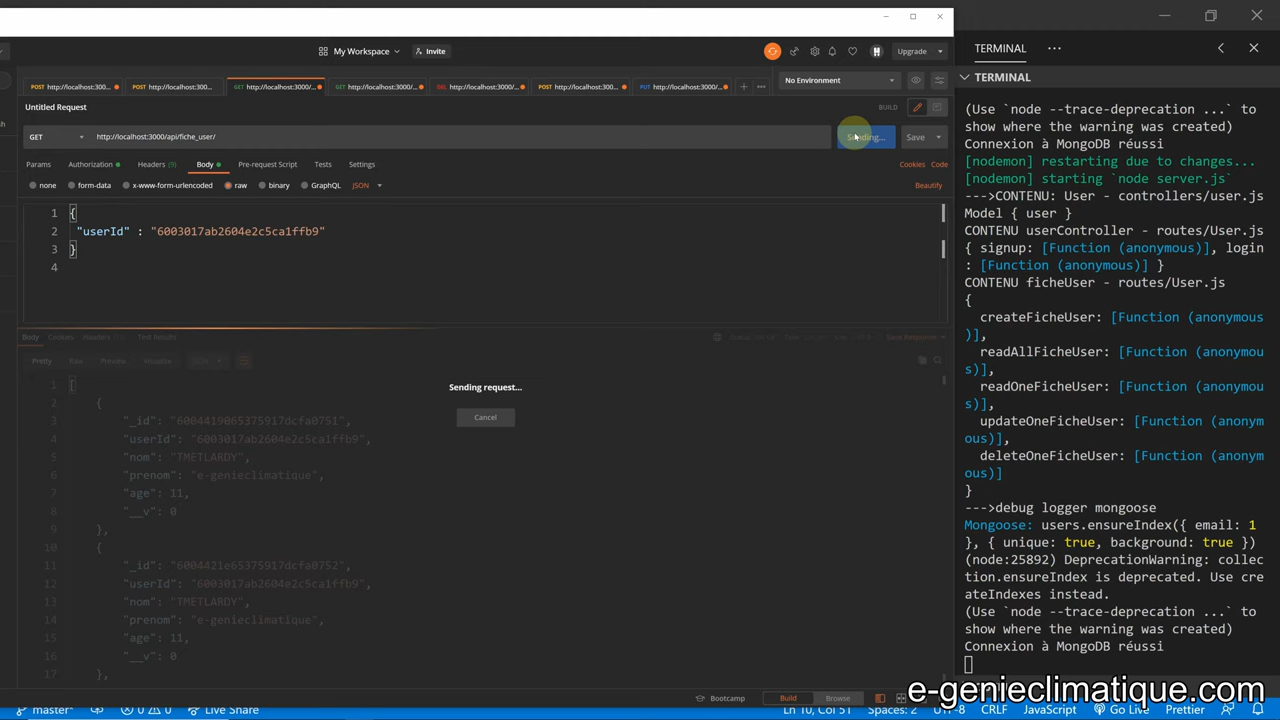 My Workspace
Invite
Upgrade
POST http://localhost:300...
POST http://localhost:300...
GET http://localhost:3000/...
GET http://localhost:3000/...
DEL http://localhost:3000/...
POST http://localhost:300...
PUT http://localhost:3000/...
No Environment
Untitled Request
BUILD
GET
http://localhost:3000/api/fiche_user/
Sending...
Save
Params
Authorization
Headers (9)
Body
Pre-request Script
Tests
Settings
Cookies
Code
none
form-data
x-www-form-urlencoded
raw
binary
GraphQL
JSON
Beautify
1 {
2 "userId" : "6003017ab2604e2c5ca1ffb9"
3 }
4
Body
Cookies
Test Results
Save Response
Pretty
Raw
Preview
Visualize
JSON
Sending request...
Cancel
1 [
2 {
3 "_id": "6004419065375917dcfa0751",
4 "userId": "6003017ab2604e2c5ca1ffb9",
5 "nom": "TMETLARDY",
6 "prenom": "e-genieclimatique",
7 "age": 11,
8 "__v": 0
9 },
10 {
11 "_id": "6004421e65375917dcfa0752",
12 "userId": "6003017ab2604e2c5ca1ffb9",
13 "nom": "TMETLARDY",
14 "prenom": "e-genieclimatique",
15 "age": 11,
16 "__v": 0
17 },
Bootcamp
Build
Browse
TERMINAL
TERMINAL
(Use `node --trace-deprecation ...` to
show where the warning was created)
Connexion à MongoDB réussi
[nodemon] restarting due to changes...
[nodemon] starting `node server.js`
--->CONTENU: User - controllers/user.js
Model { user }
CONTENU userController - routes/User.js
{ signup: [Function (anonymous)], login
: [Function (anonymous)] }
CONTENU ficheUser - routes/User.js
{
createFicheUser: [Function (anonymous
)],
readAllFicheUser: [Function (anonymou
s)],
readOneFicheUser: [Function (anonymou
s)],
updateOneFicheUser: [Function (anonym
ous)],
deleteOneFicheUser: [Function (anonym
ous)]
}
--->debug logger mongoose
Mongoose: users.ensureIndex({ email: 1
}, { unique: true, background: true })
(node:25892) DeprecationWarning: collec
tion.ensureIndex is deprecated. Use cre
ateIndexes instead.
(Use `node --trace-deprecation ...` to
show where the warning was created)
Connexion à MongoDB réussi
e-genieclimatique.com
master*
0
0
Live Share
Ln 10, Col 51
Spaces: 2
UTF-8
CRLF
JavaScript
Go Live
Prettier